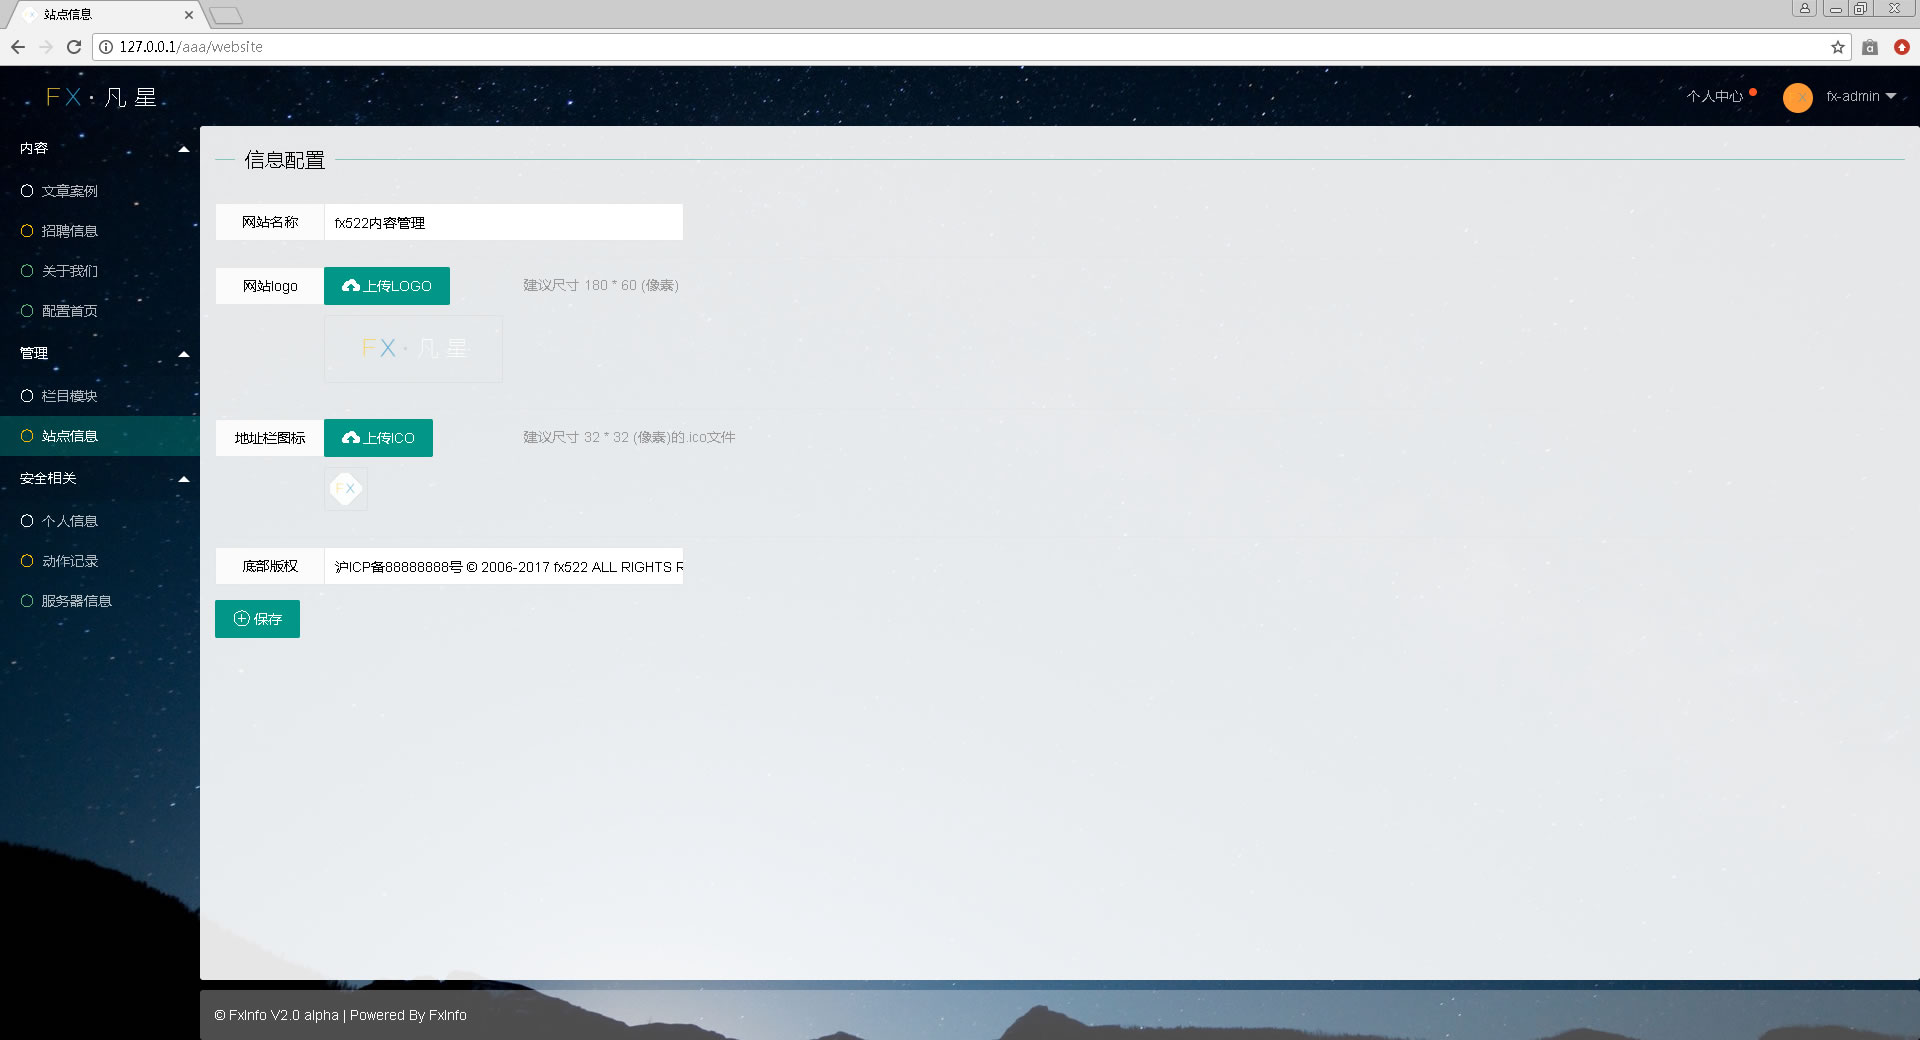 站点信息
127.0.0.1/aaa/website
FX·凡星
个人中心
fx-admin
内容
文章案例
招聘信息
关于我们
配置首页
管理
栏目模块
站点信息
安全相关
个人信息
动作记录
服务器信息
信息配置
网站名称 fx522内容管理
网站logo 上传LOGO 建议尺寸 180 * 60 (像素)
FX·凡星
地址栏图标 上传ICO 建议尺寸 32 * 32 (像素)的.ico文件
FX
底部版权 沪ICP备88888888号 © 2006-2017 fx522 ALL RIGHTS R
保存
© FxInfo V2.0 alpha | Powered By FxInfo